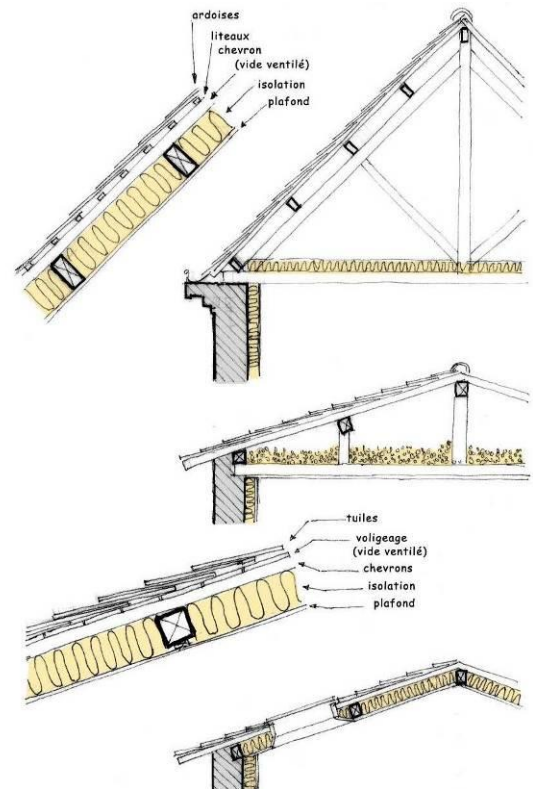 ardoises
liteaux
chevron
(vide ventilé)
isolation
plafond
tuiles
voligeage
(vide ventilé)
chevrons
isolation
plafond